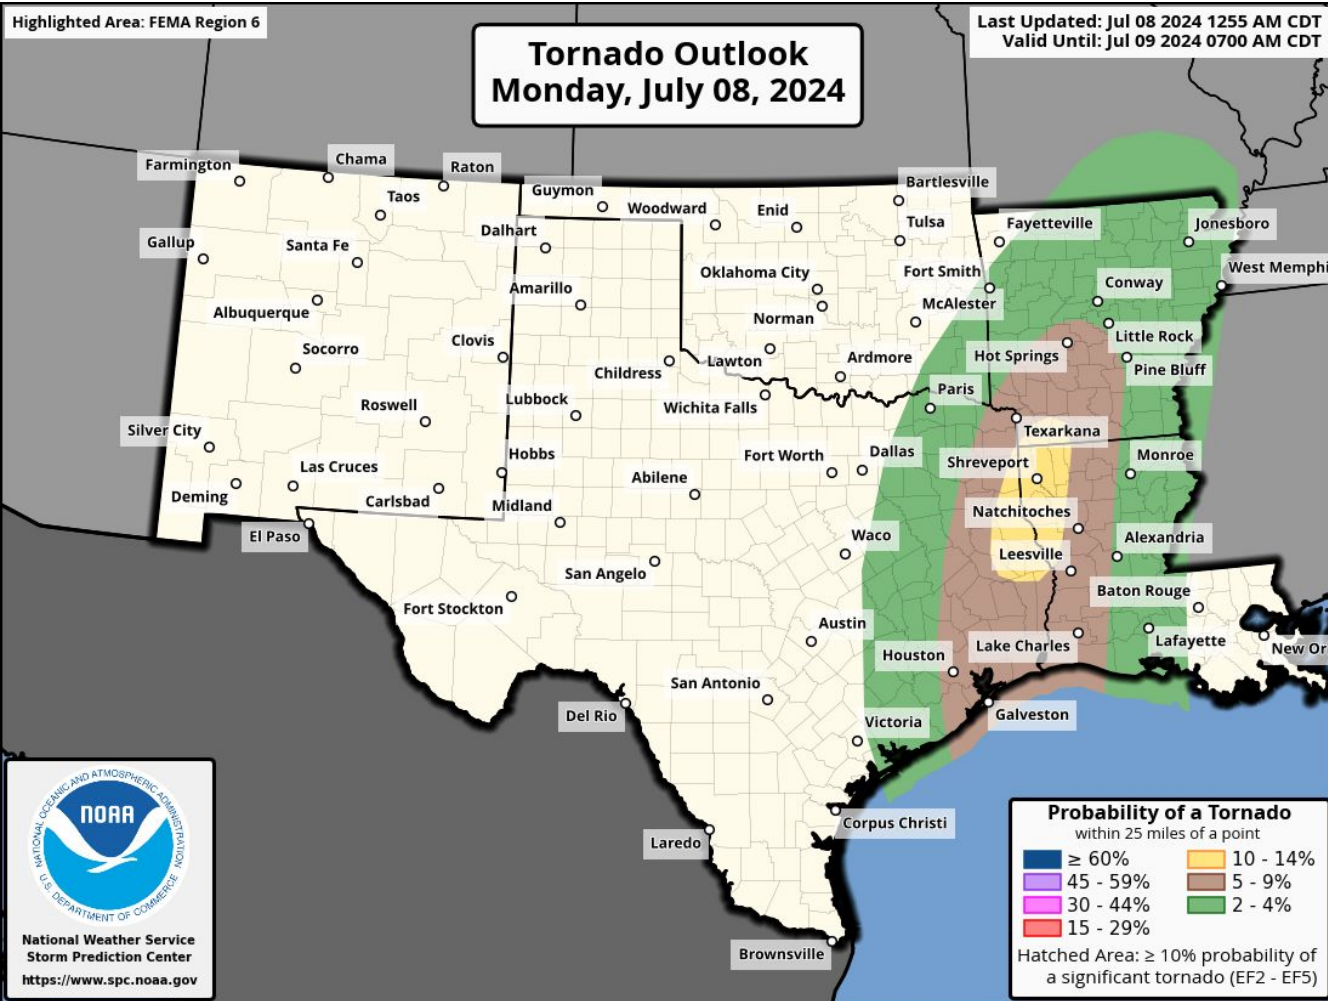 Highlighted Area: FEMA Region 6
Last Updated: Jul 08 2024 1255 AM CDT
Valid Until: Jul 09 2024 0700 AM CDT
Tornado Outlook
Monday, July 08, 2024
Farmington
Chama
Raton
Taos
Guymon
Woodward
Enid
Bartlesville
Tulsa
Fayetteville
Jonesboro
Gallup
Santa Fe
Dalhart
Oklahoma City
Fort Smith
West Memphi
Amarillo
McAlester
Conway
Albuquerque
Norman
Socorro
Clovis
Lawton
Ardmore
Hot Springs
Little Rock
Childress
Pine Bluff
Roswell
Lubbock
Wichita Falls
Paris
Silver City
Texarkana
Las Cruces
Hobbs
Fort Worth
Dallas
Shreveport
Monroe
Deming
Carlsbad
Midland
Abilene
Natchitoches
El Paso
Waco
Leesville
Alexandria
San Angelo
Fort Stockton
Baton Rouge
Austin
Lake Charles
Lafayette
New Or
Houston
San Antonio
Del Rio
Victoria
Galveston
Corpus Christi
Laredo
Brownsville
NATIONAL OCEANIC AND ATMOSPHERIC ADMINISTRATION
NOAA
U.S. DEPARTMENT OF COMMERCE
National Weather Service
Storm Prediction Center
https://www.spc.noaa.gov
Probability of a Tornado
within 25 miles of a point
≥ 60%
10 - 14%
45 - 59%
5 - 9%
30 - 44%
2 - 4%
15 - 29%
Hatched Area: ≥ 10% probability of
a significant tornado (EF2 - EF5)